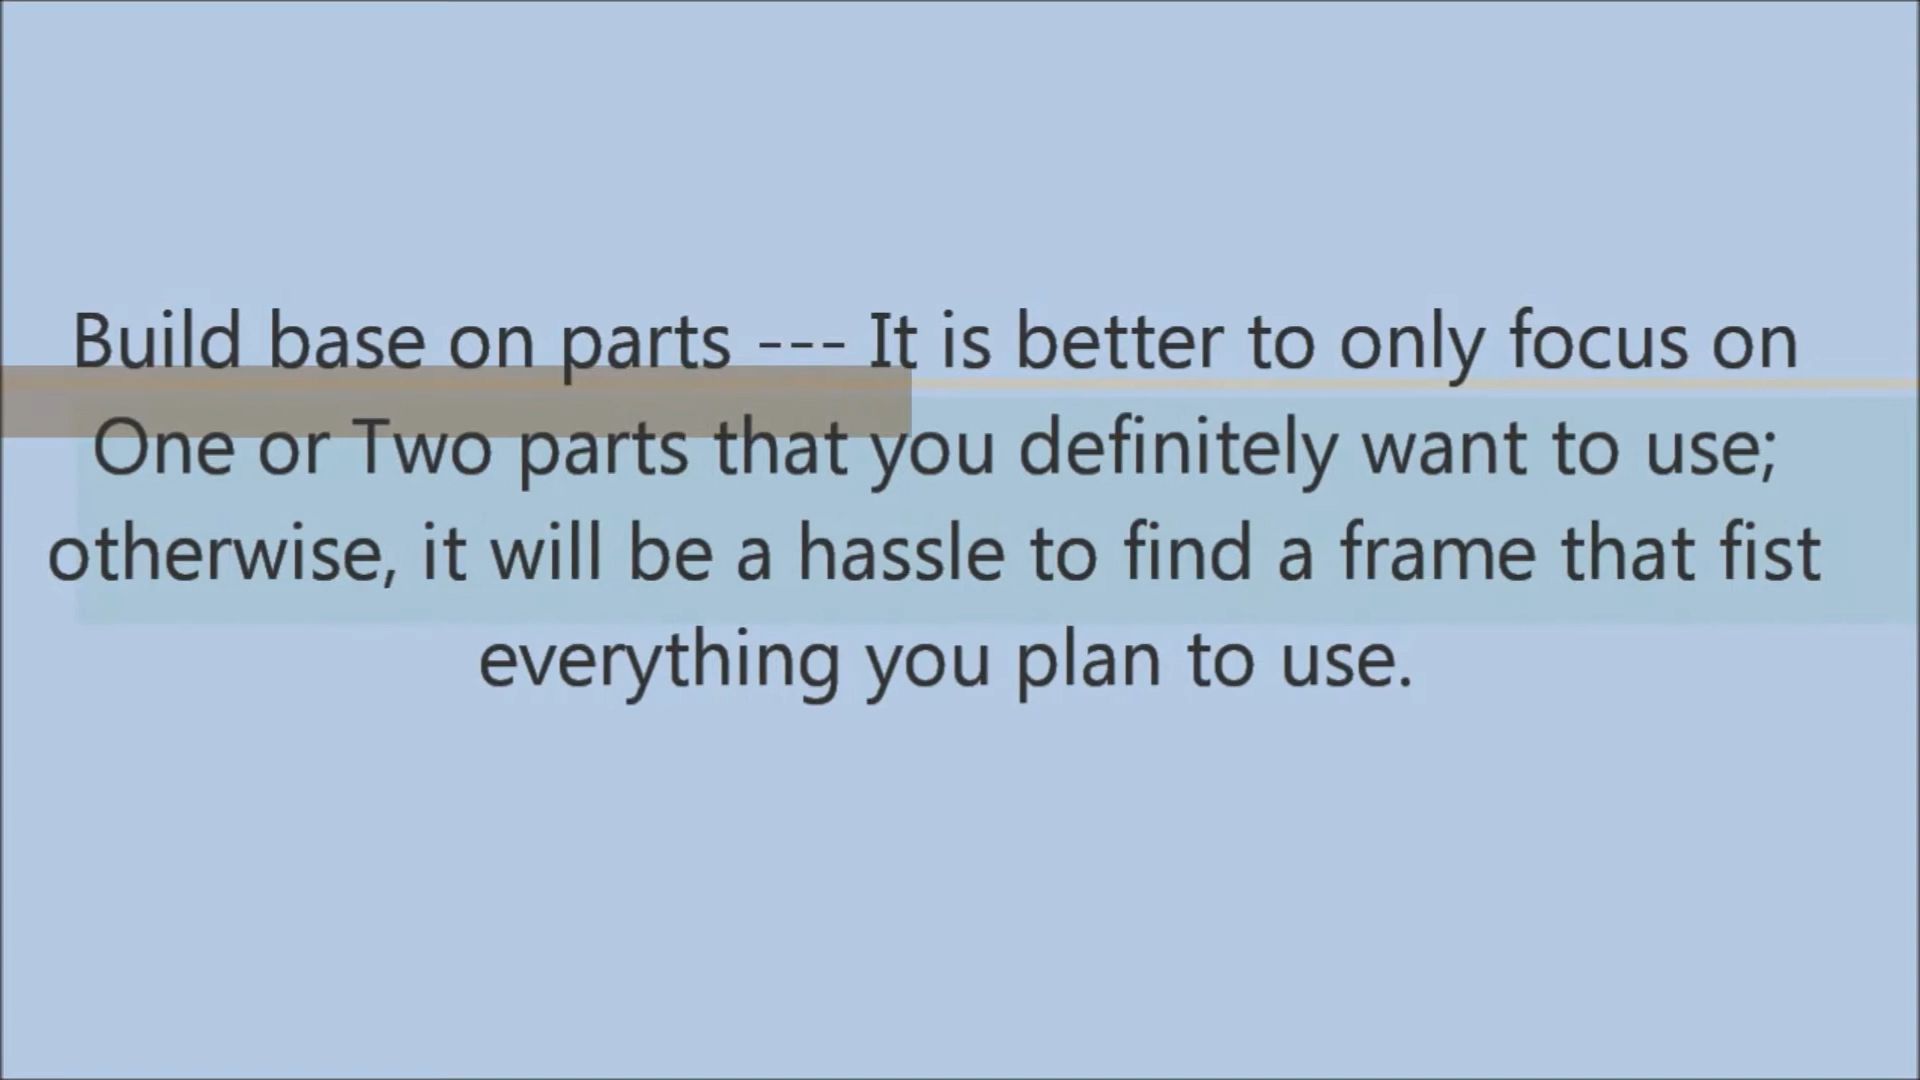 Build base on parts --- It is better to only focus on
One or Two parts that you definitely want to use;
otherwise, it will be a hassle to find a frame that fist
everything you plan to use.